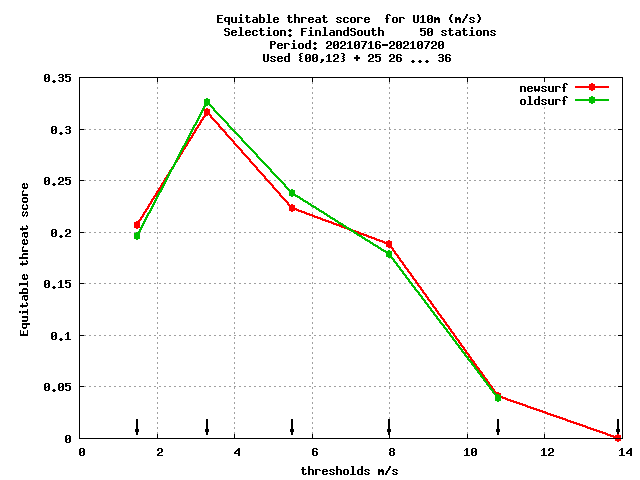 Equitable threat score  for U10m (m/s)
Selection: FinlandSouth     50 stations
Period: 20210716-20210720
Used {00,12} + 25 26 ... 36
newsurf
oldsurf
Equitable threat score
0.35
0.3
0.25
0.2
0.15
0.1
0.05
0
0 2 4 6 8 10 12 14
thresholds m/s